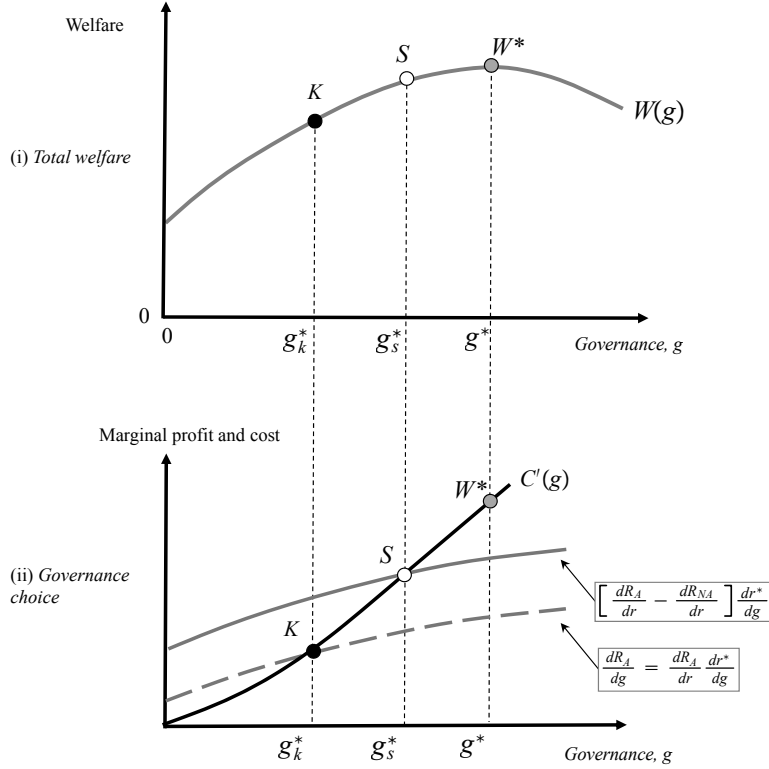 Welfare
W*
S
K
W(g)
(i) Total welfare
0
0
g*k
g*s
g*
Governance, g
Marginal profit and cost
C'(g)
W*
S
(ii) Governance
choice
[ dR_A/dr − dR_NA/dr ] dr*/dg
K
dR_A/dg = dR_A/dr dr*/dg
g*k
g*s
g*
Governance, g